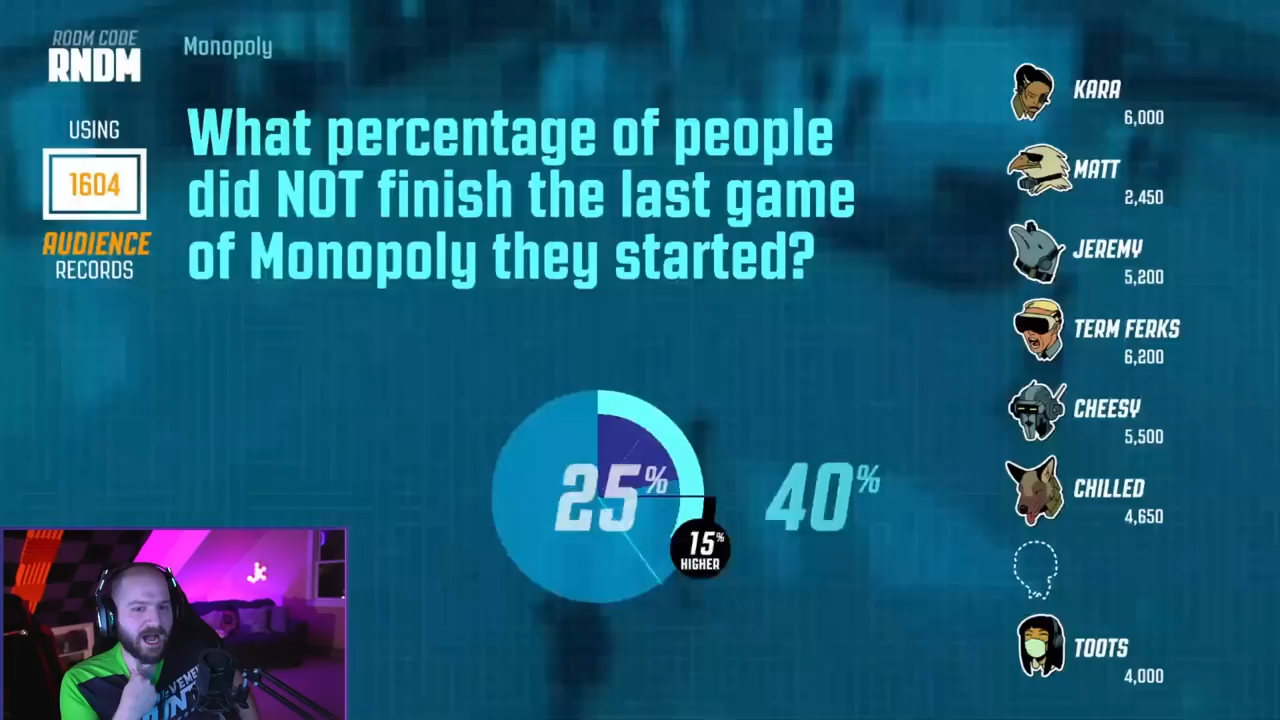 ROOM CODE
RNDM
Monopoly
USING
1604
AUDIENCE
RECORDS
What percentage of people
did NOT finish the last game
of Monopoly they started?
25%
40%
15%
HIGHER
KARA
6,000
MATT
2,450
JEREMY
5,200
TERM FERKS
6,200
CHEESY
5,500
CHILLED
4,650
TOOTS
4,000
JK